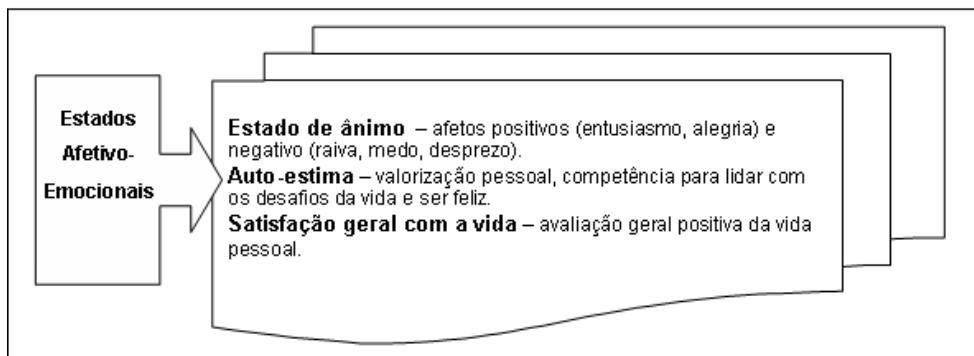 Estados
Afetivo-
Emocionais
Estado de ânimo – afetos positivos (entusiasmo, alegria) e
negativo (raiva, medo, desprezo).
Auto-estima – valorização pessoal, competência para lidar com
os desafios da vida e ser feliz.
Satisfação geral com a vida – avaliação geral positiva da vida
pessoal.